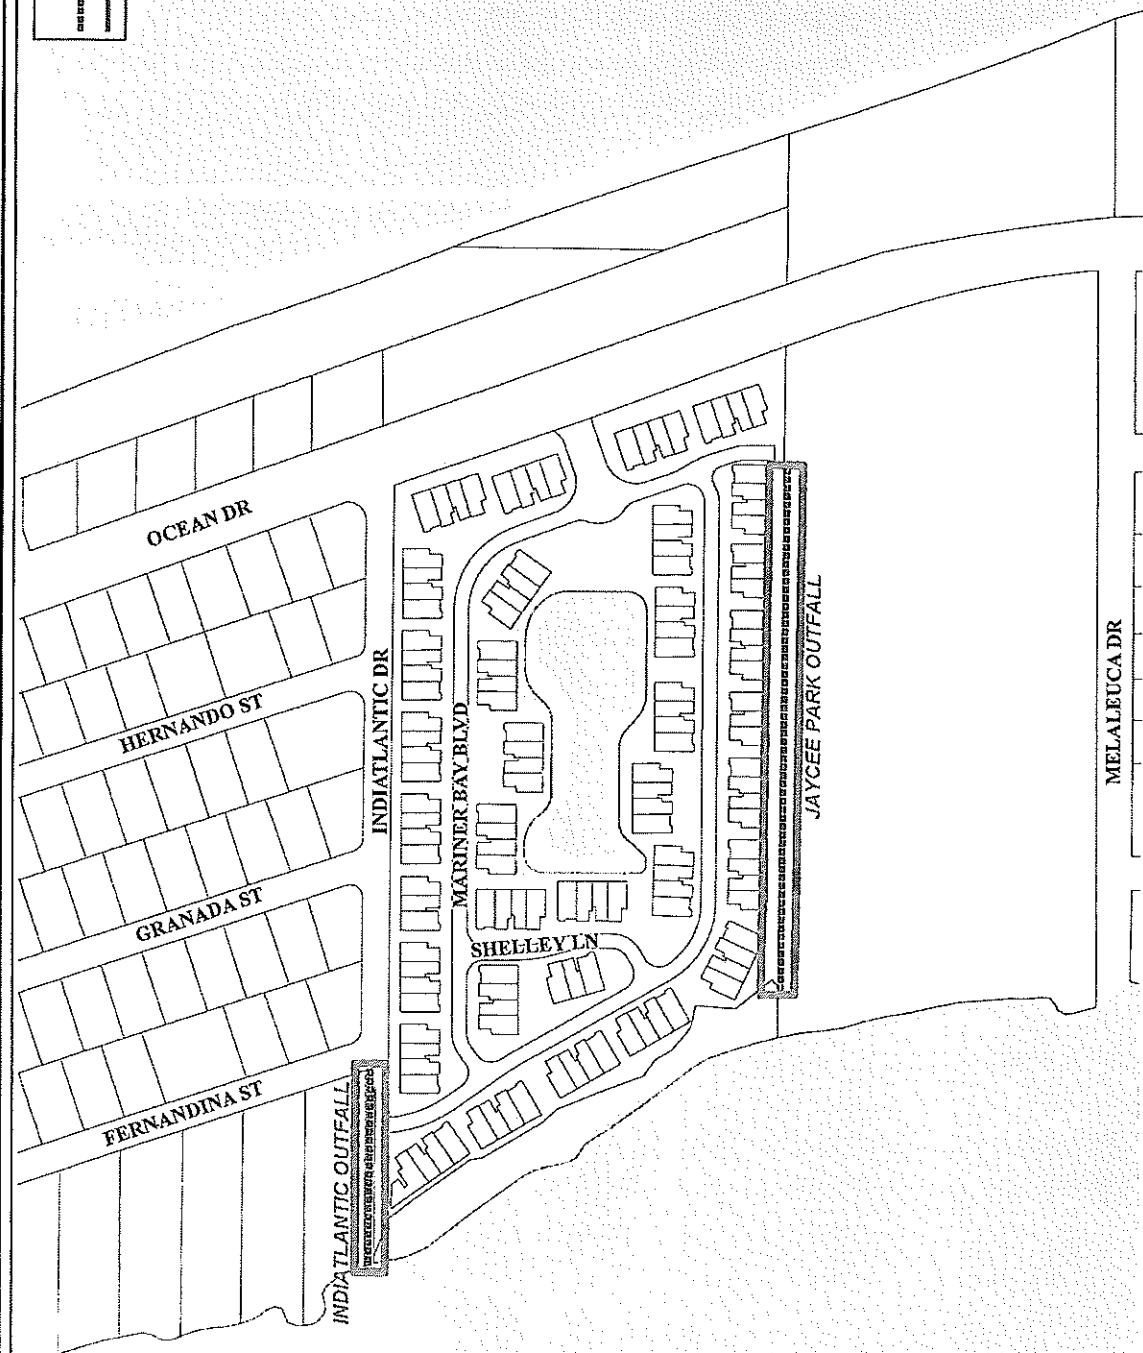 OCEAN DR
HERNANDO ST
INDIATLANTIC DR
MARINER BAY BLVD
JAYCEE PARK OUTFALL
MELALEUCA DR
GRANADA ST
SHELLEY LN
FERNANDINA ST
INDIATLANTIC OUTFALL